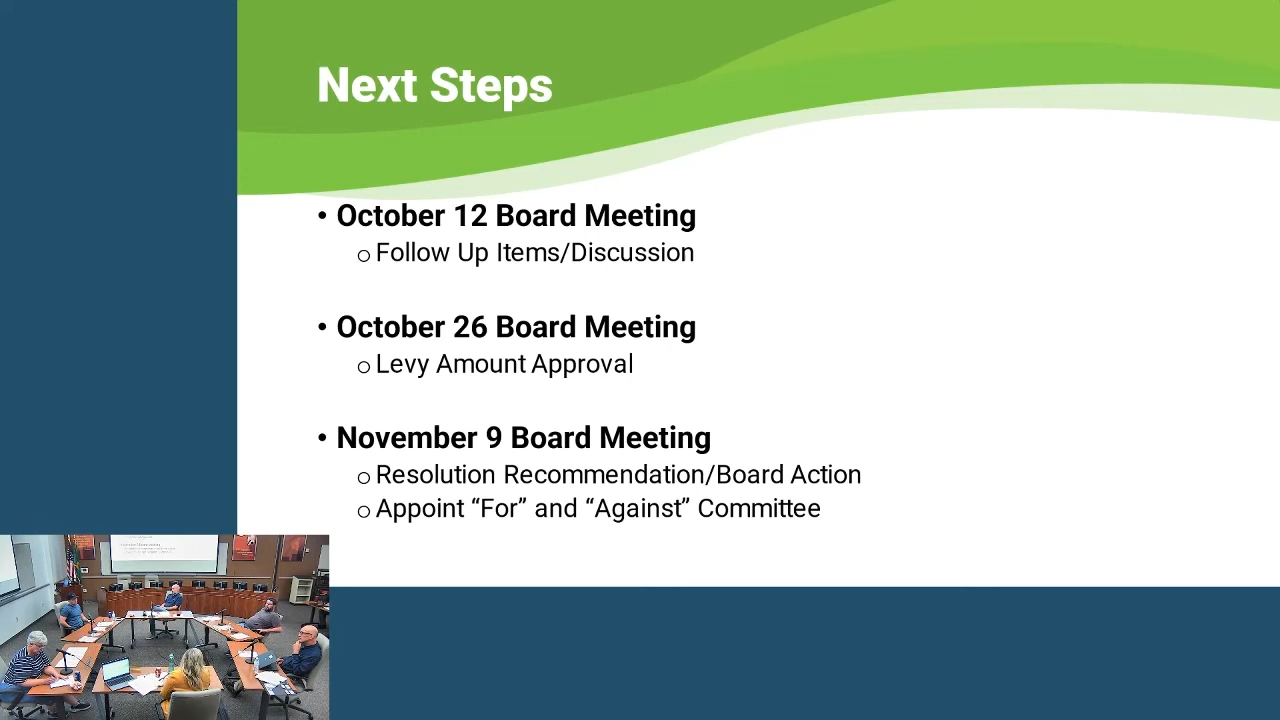 Next Steps
• October 12 Board Meeting
o Follow Up Items/Discussion
• October 26 Board Meeting
o Levy Amount Approval
• November 9 Board Meeting
o Resolution Recommendation/Board Action
o Appoint “For” and “Against” Committee